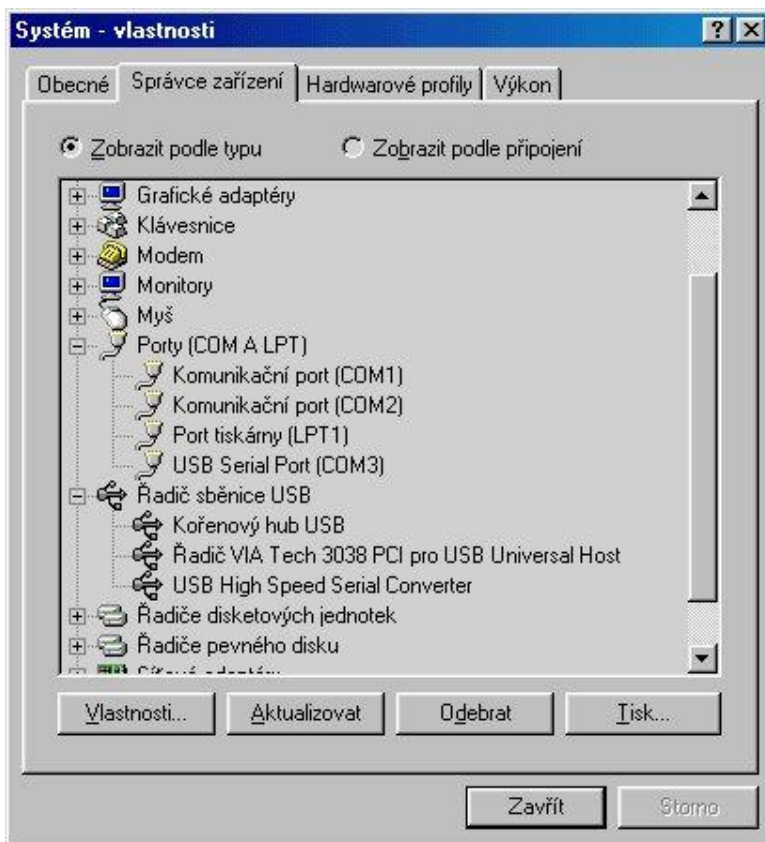 Systém - vlastnosti
Obecné Správce zařízení Hardwarové profily Výkon
Zobrazit podle typu Zobrazit podle připojení
Grafické adaptéry
Klávesnice
Modem
Monitory
Myš
Porty (COM A LPT)
Komunikační port (COM1)
Komunikační port (COM2)
Port tiskárny (LPT1)
USB Serial Port (COM3)
Řadič sběrnice USB
Kořenový hub USB
Řadič VIA Tech 3038 PCI pro USB Universal Host
USB High Speed Serial Converter
Řadiče disketových jednotek
Řadiče pevného disku
Vlastnosti... Aktualizovat Odebrat Tisk...
Zavřít Storno